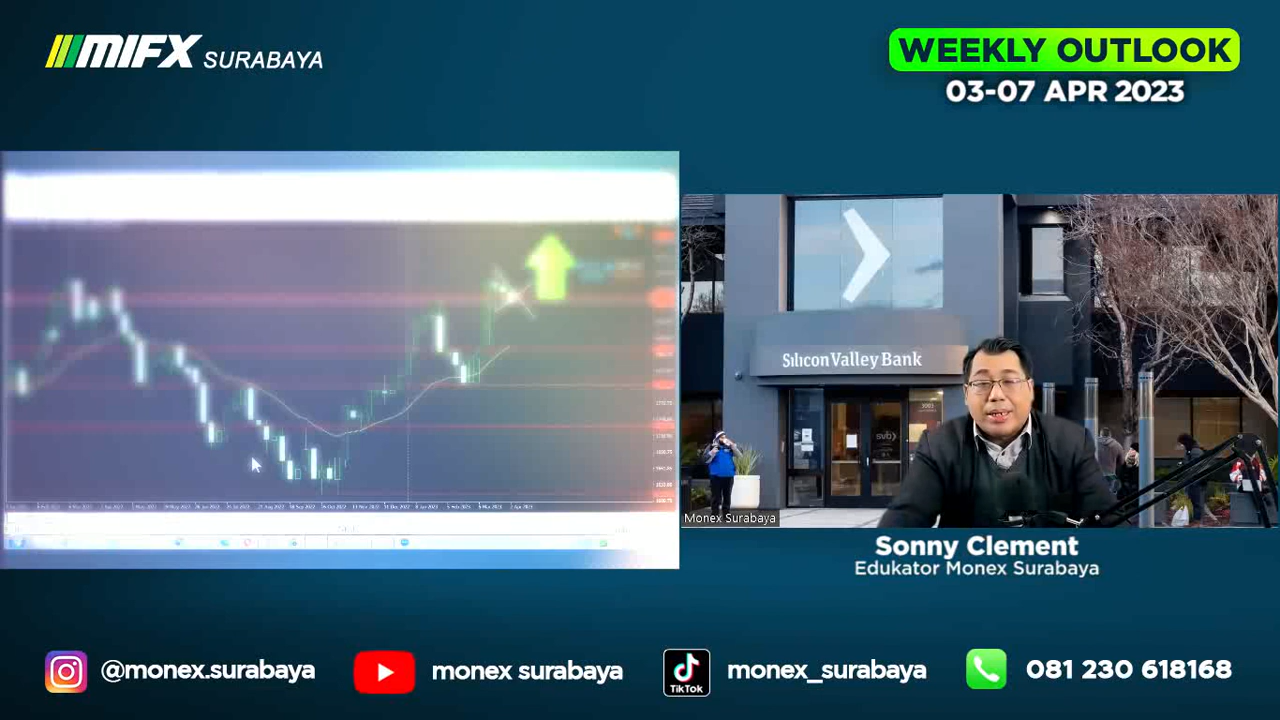 MIFX SURABAYA
WEEKLY OUTLOOK
03-07 APR 2023
Silicon Valley Bank
Monex Surabaya
Sonny Clement
Edukator Monex Surabaya
@monex.surabaya
monex surabaya
TikTok
monex_surabaya
081 230 618168